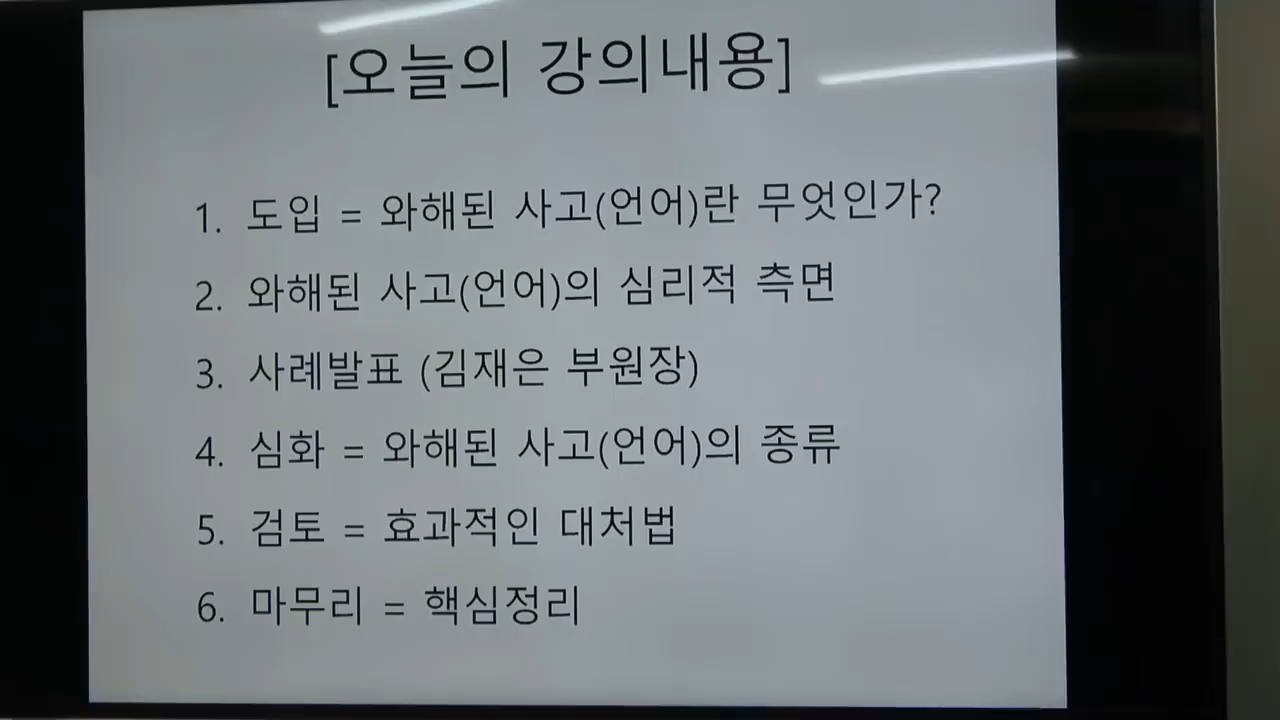 [오늘의 강의내용]
1. 도입 = 와해된 사고(언어)란 무엇인가?
2. 와해된 사고(언어)의 심리적 측면
3. 사례발표 (김재은 부원장)
4. 심화 = 와해된 사고(언어)의 종류
5. 검토 = 효과적인 대처법
6. 마무리 = 핵심정리